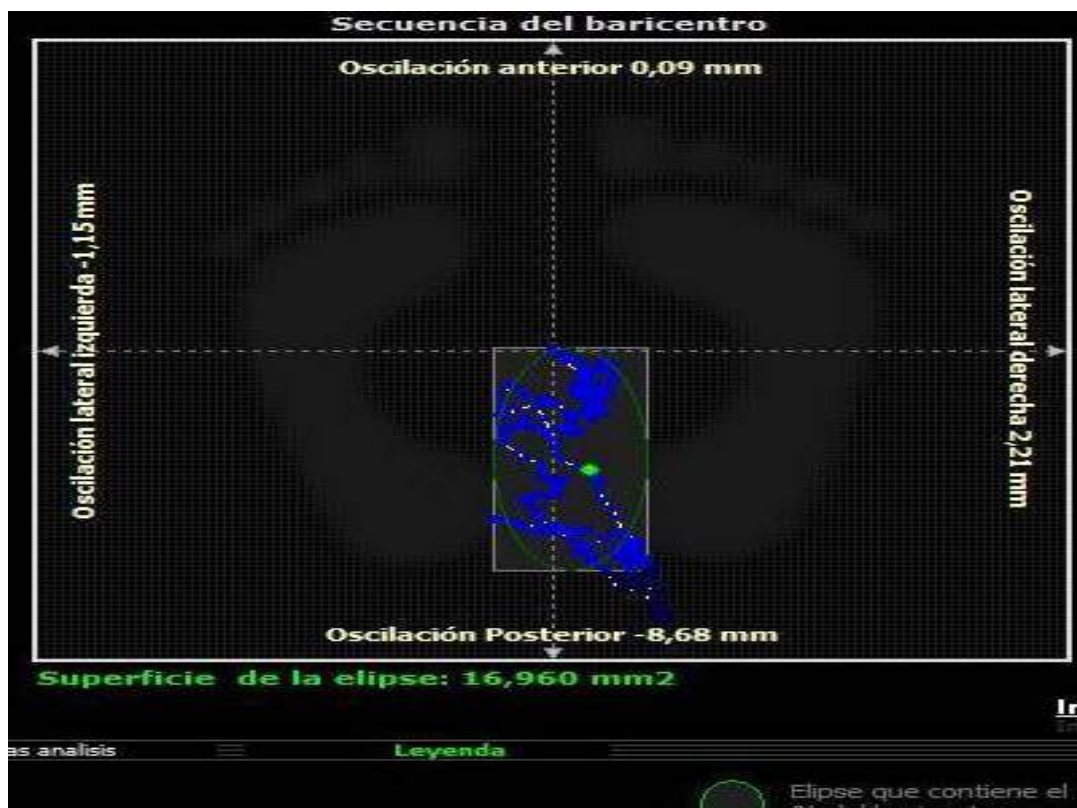 Secuencia del baricentro
Oscilación anterior 0,09 mm
Oscilación lateral izquierda -1,15 mm
Oscilación lateral derecha 2,21 mm
Oscilación Posterior -8,68 mm
Superficie de la elipse: 16,960 mm2
In
as analisis
Leyenda
Elipse que contiene el